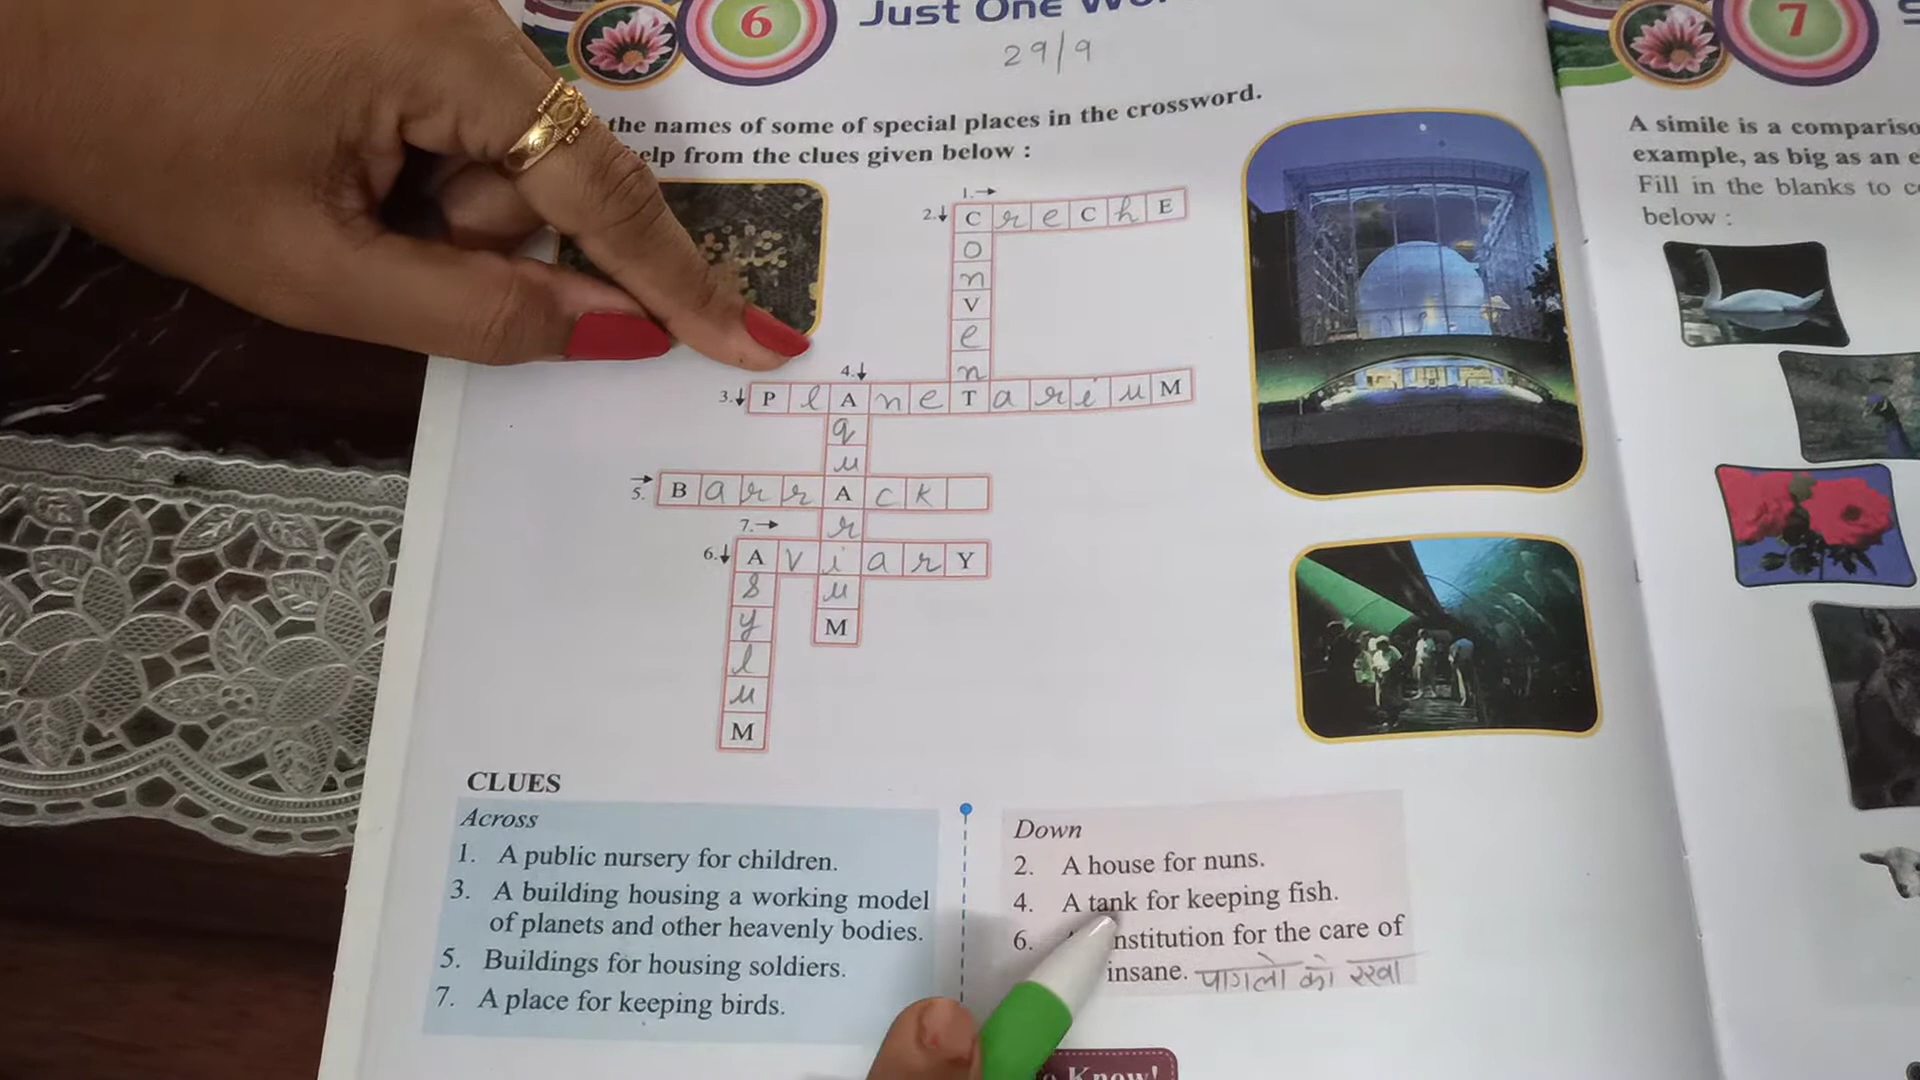 6
Just One
29/9
the names of some of special places in the crossword.
elp from the clues given below :
1.
2. C r e C h E
o
n
V
e
n
4.
3. P l A n e T a r i u M
q
u
5. B a r r A c k
r
7.
6. A v i a r Y
s u
y M
l
u
M
CLUES
Across
1. A public nursery for children.
3. A building housing a working model
of planets and other heavenly bodies.
5. Buildings for housing soldiers.
7. A place for keeping birds.
Down
2. A house for nuns.
4. A tank for keeping fish.
6. nstitution for the care of
insane. पागलो को रखा
Know!
7
A simile is a
example, as big as an
Fill in the blanks to
below :